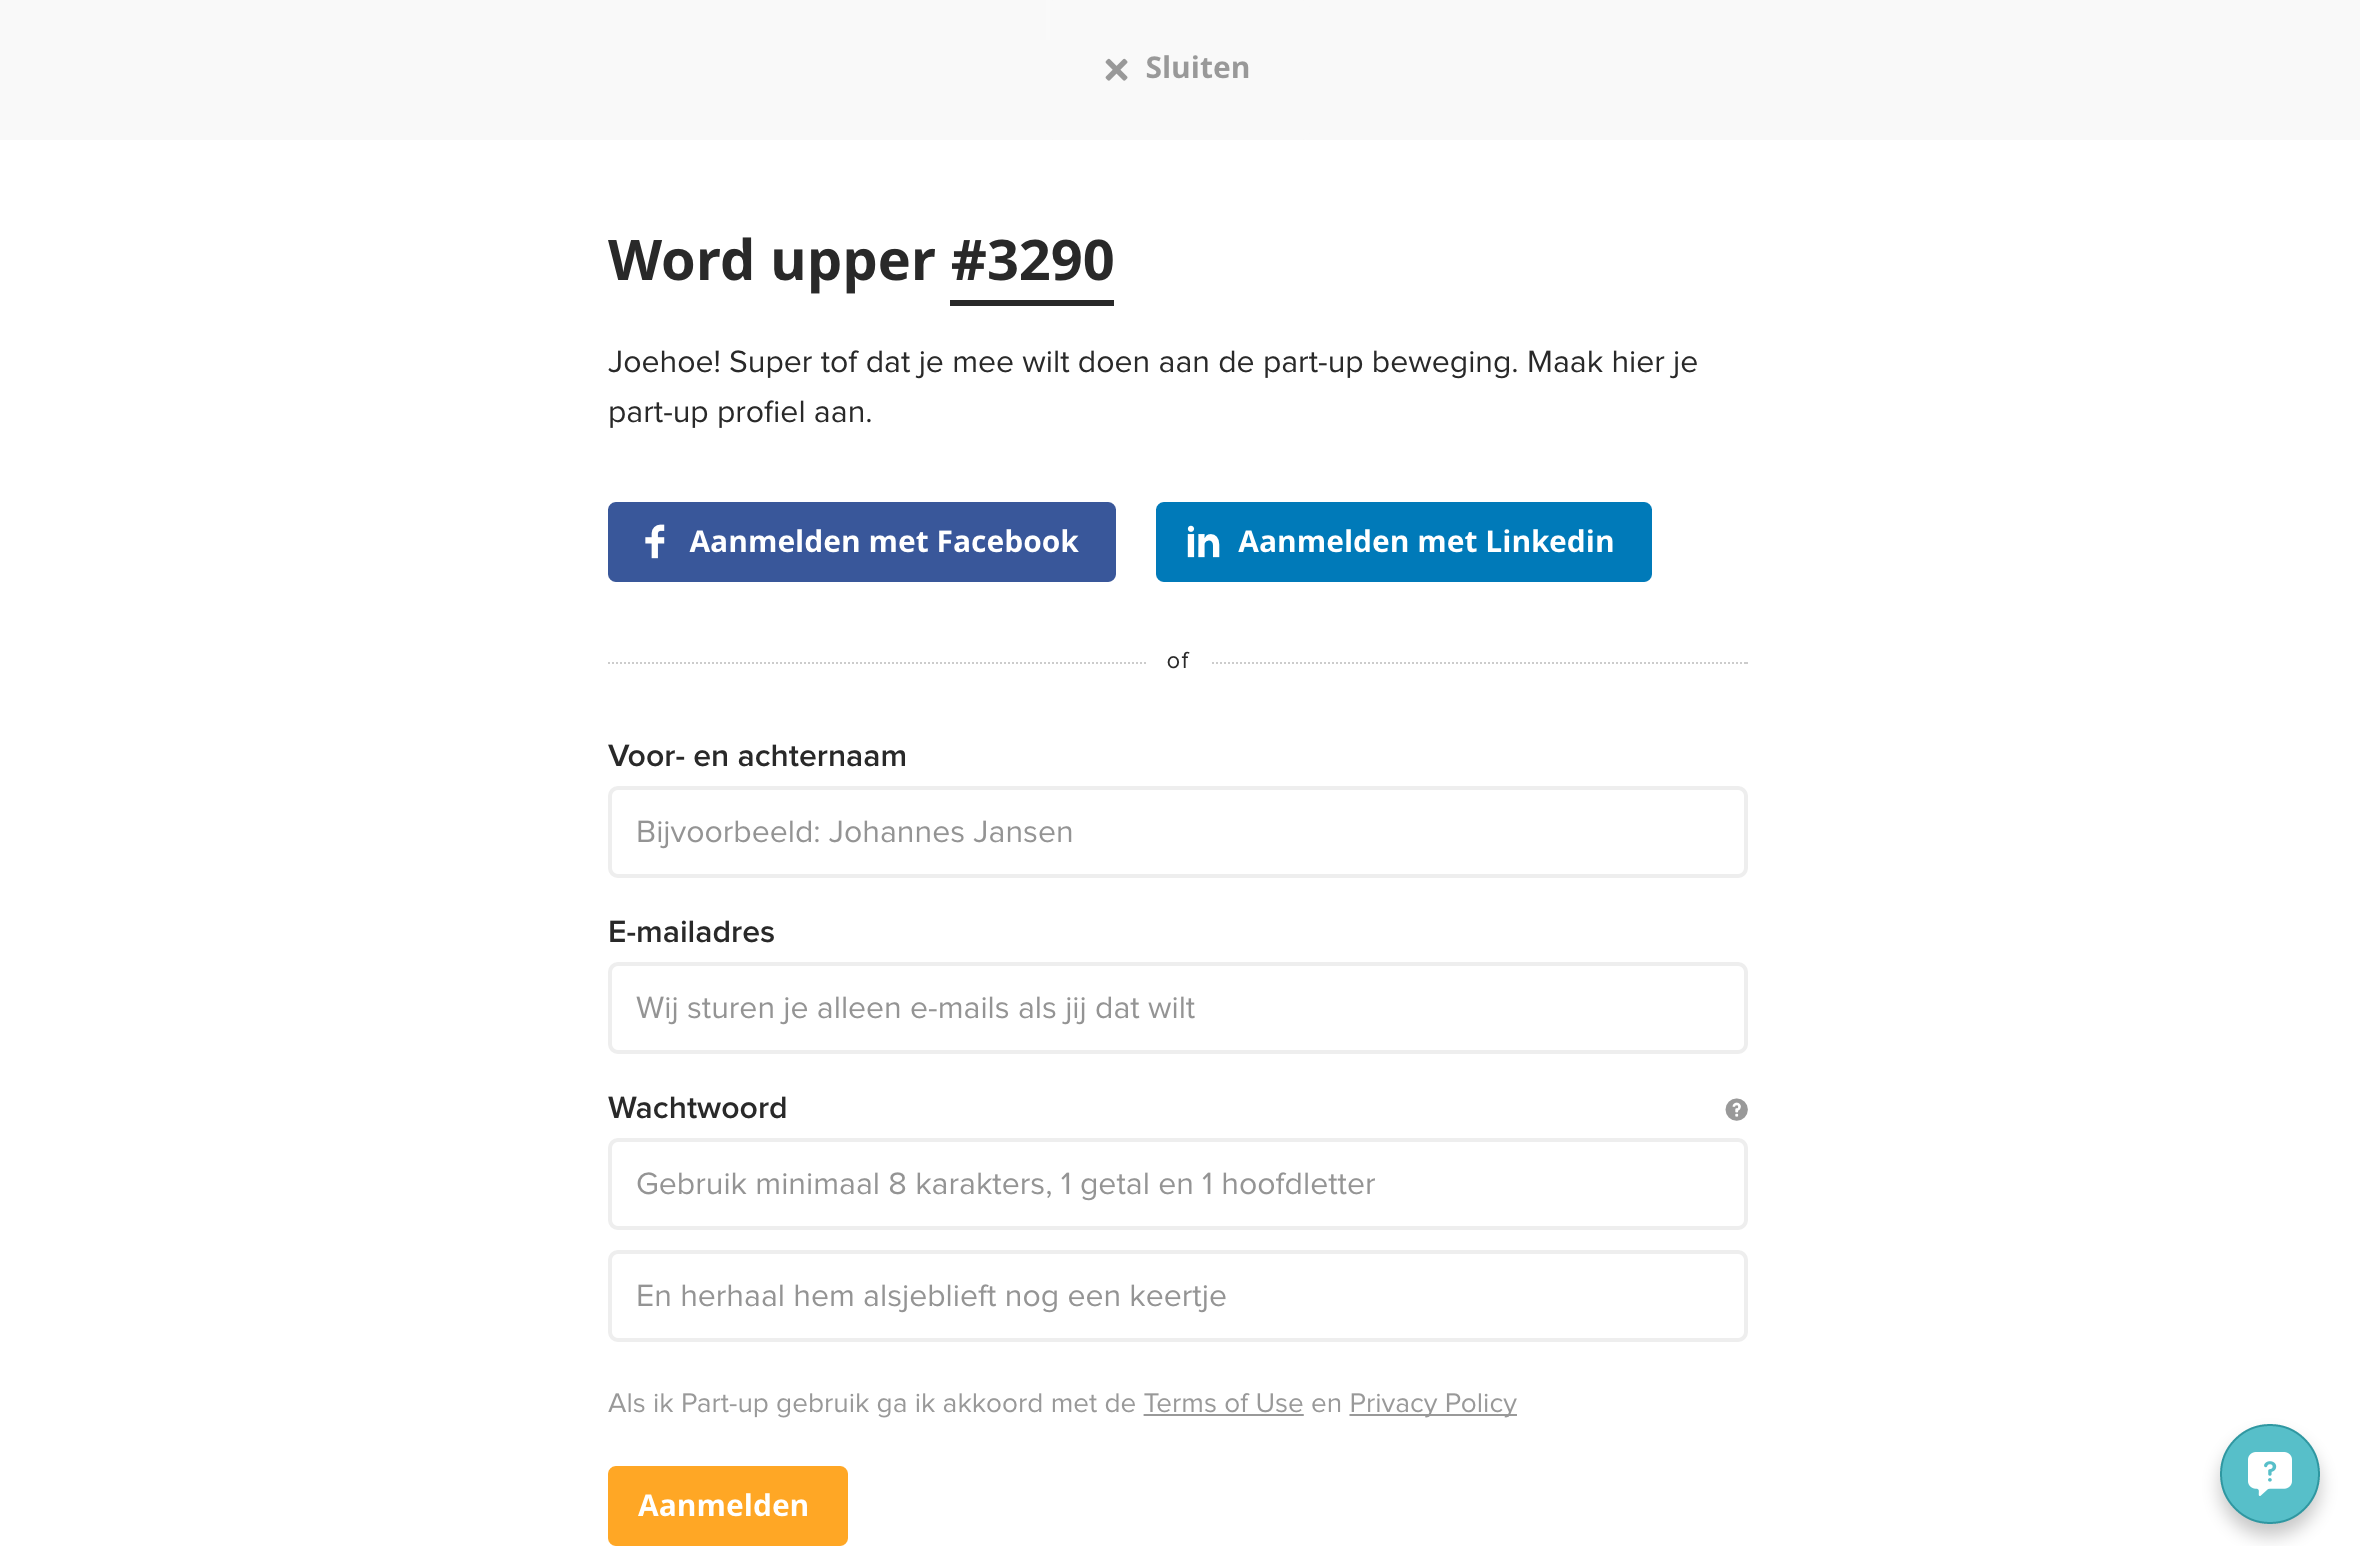 Sluiten
Word upper #3290
Joehoe! Super tof dat je mee wilt doen aan de part-up beweging. Maak hier je
part-up profiel aan.
Aanmelden met Facebook
Aanmelden met Linkedin
of
Voor- en achternaam
Bijvoorbeeld: Johannes Jansen
E-mailadres
Wij sturen je alleen e-mails als jij dat wilt
Wachtwoord
Gebruik minimaal 8 karakters, 1 getal en 1 hoofdletter
En herhaal hem alsjeblieft nog een keertje
Als ik Part-up gebruik ga ik akkoord met de Terms of Use en Privacy Policy
Aanmelden